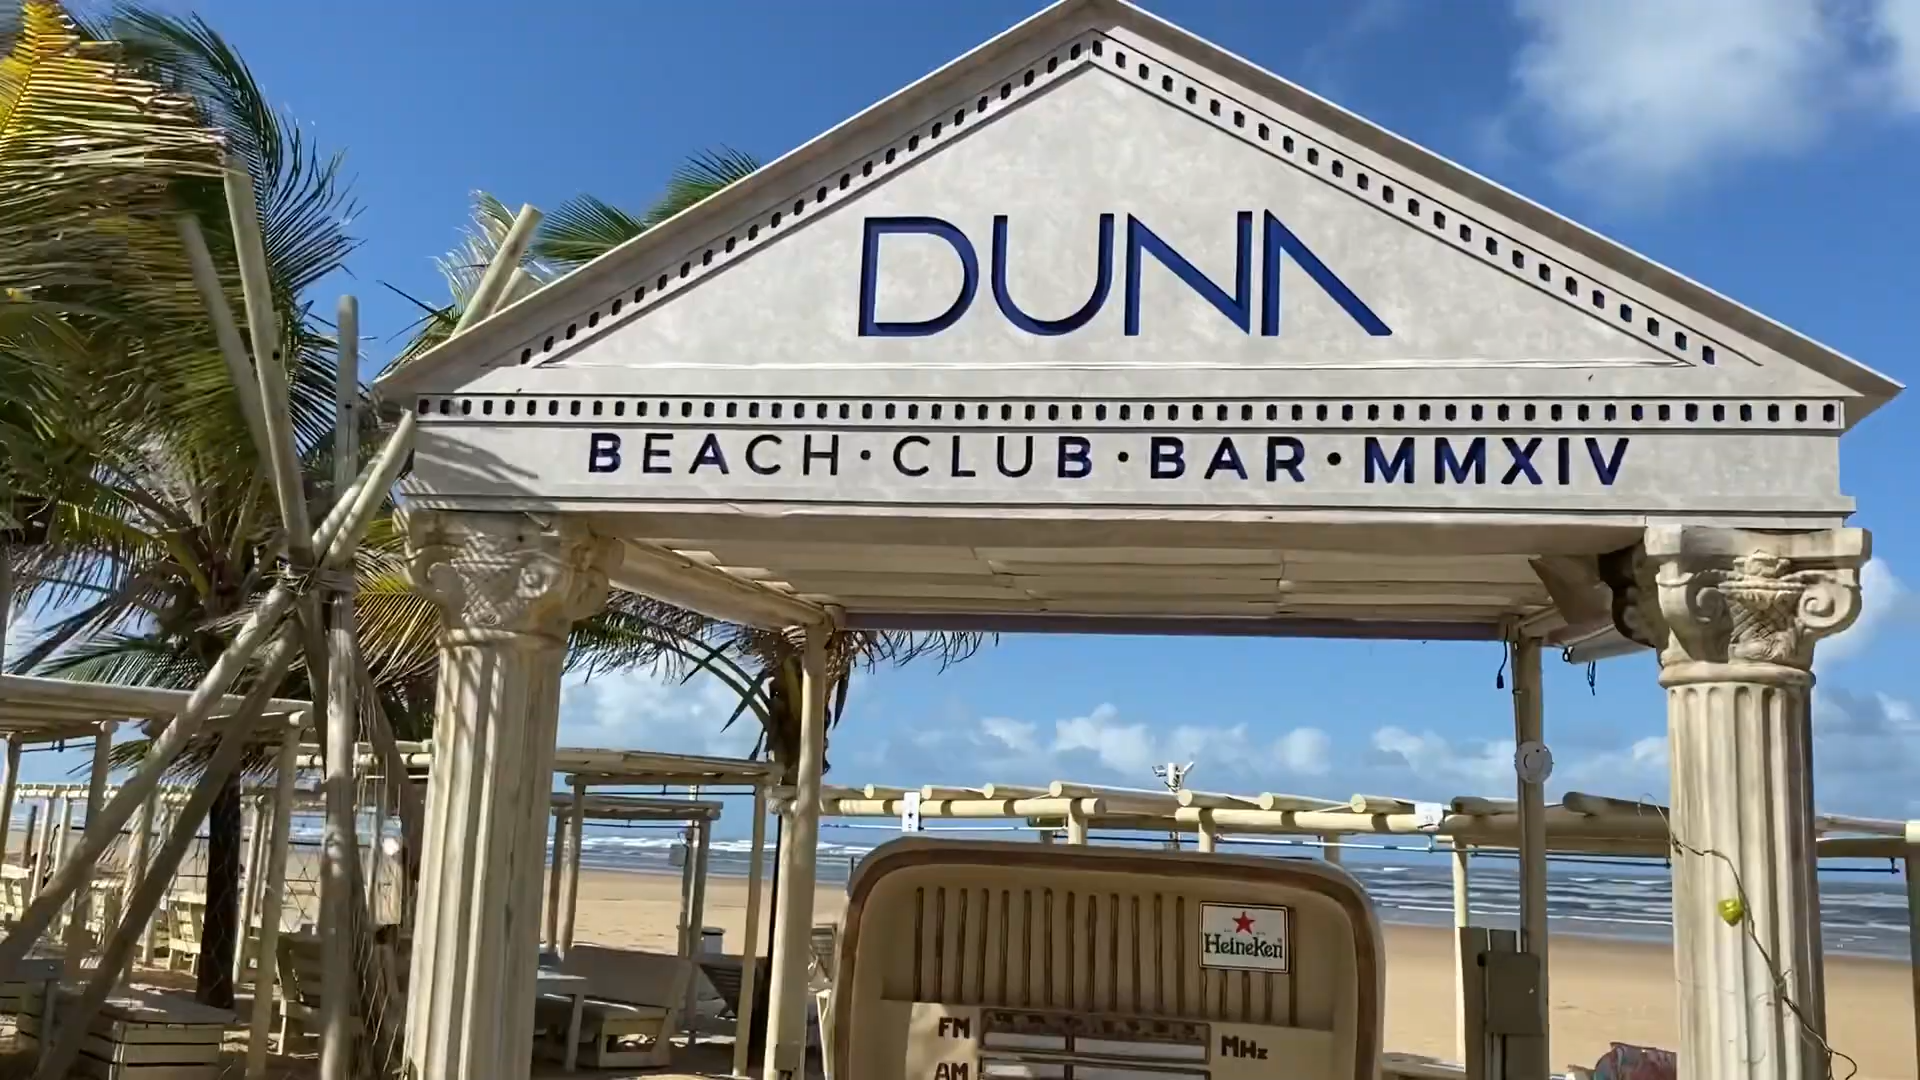 DUNA
BEACH·CLUB·BAR·MMXIV
Heineken
FM
MHz
AM